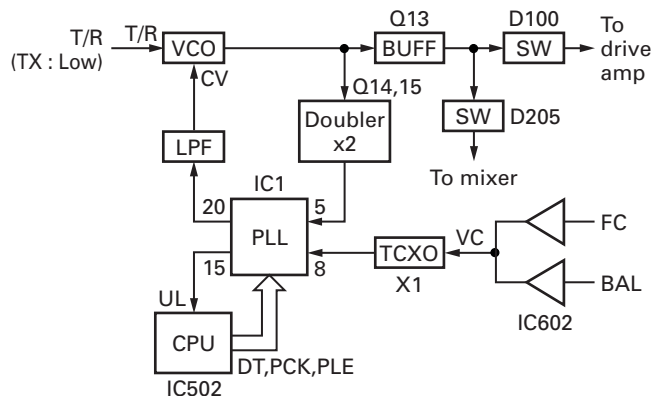 Q13
D100
To
drive
amp
T/R
(TX : Low)
T/R
VCO
BUFF
SW
CV
Q14,15
Doubler
x2
SW
D205
To mixer
LPF
IC1
20
5
PLL
15
8
VC
TCXO
X1
FC
BAL
IC602
UL
CPU
DT,PCK,PLE
IC502